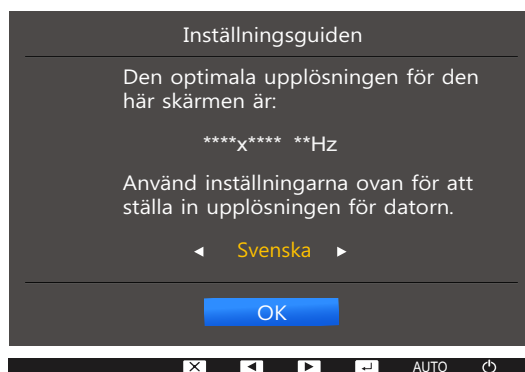 Inställningsguiden
Den optimala upplösningen för den
här skärmen är:
****x**** **Hz
Använd inställningarna ovan för att
ställa in upplösningen för datorn.
Svenska
OK
AUTO